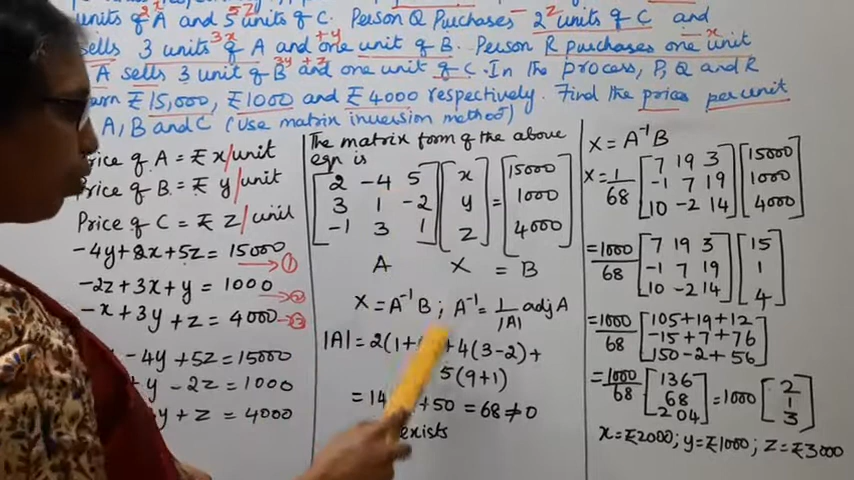 units of A and 5 units of C. Person Q Purchases 2 units of C and
sells 3 units of A and one unit of B. Person R purchases one unit
A sells 3 unit of B and one unit of C. In the process, P, Q and R
₹15,000, ₹1000 and ₹4000 respectively. Find the prices per unit
A, B and C (Use matrix inversion method)
Price of A = ₹ x/unit
Price of B = ₹ y/unit
Price of C = ₹ z/unit
-4y+2x+5z = 15000 → 1
-2z+3x+y = 1000 → 2
-x+3y+z = 4000 → 3
-4y+5z = 15000
y - 2z = 1000
y + z = 4000
The matrix form of the above
eqn is
[2 -4 5] [x] = [15000]
[3 1 -2] [y] [1000]
[-1 3 1] [z] [4000]
A X = B
X = A⁻¹B ; A⁻¹ = 1/|A| adj A
|A| = 2(1+ +4(3-2)+
5(9+1)
= 14 +50 = 68 ≠ 0
exists
X = A⁻¹B
X = 1/68 [7 19 3] [15000]
[-1 7 19] [1000]
[10 -2 14] [4000]
= 1000/68 [7 19 3] [15]
[-1 7 19] [1]
[10 -2 14] [4]
= 1000/68 [105+19+12]
[-15+7+76]
[150-2+56]
= 1000/68 [136] = 1000 [2]
[68] [1]
[204] [3]
x=₹2000; y=₹1000; z=₹3000